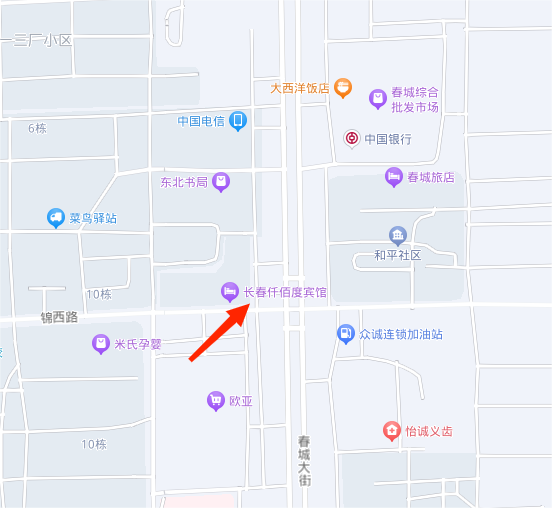 一三厂小区
大西洋饭店
春城综合
批发市场
中国电信
6栋
中国银行
东北书局
春城旅店
菜鸟驿站
和平社区
10栋
长春仟佰度宾馆
锦西路
众诚连锁加油站
米氏孕婴
欧亚
怡诚义齿
10栋
春城大街